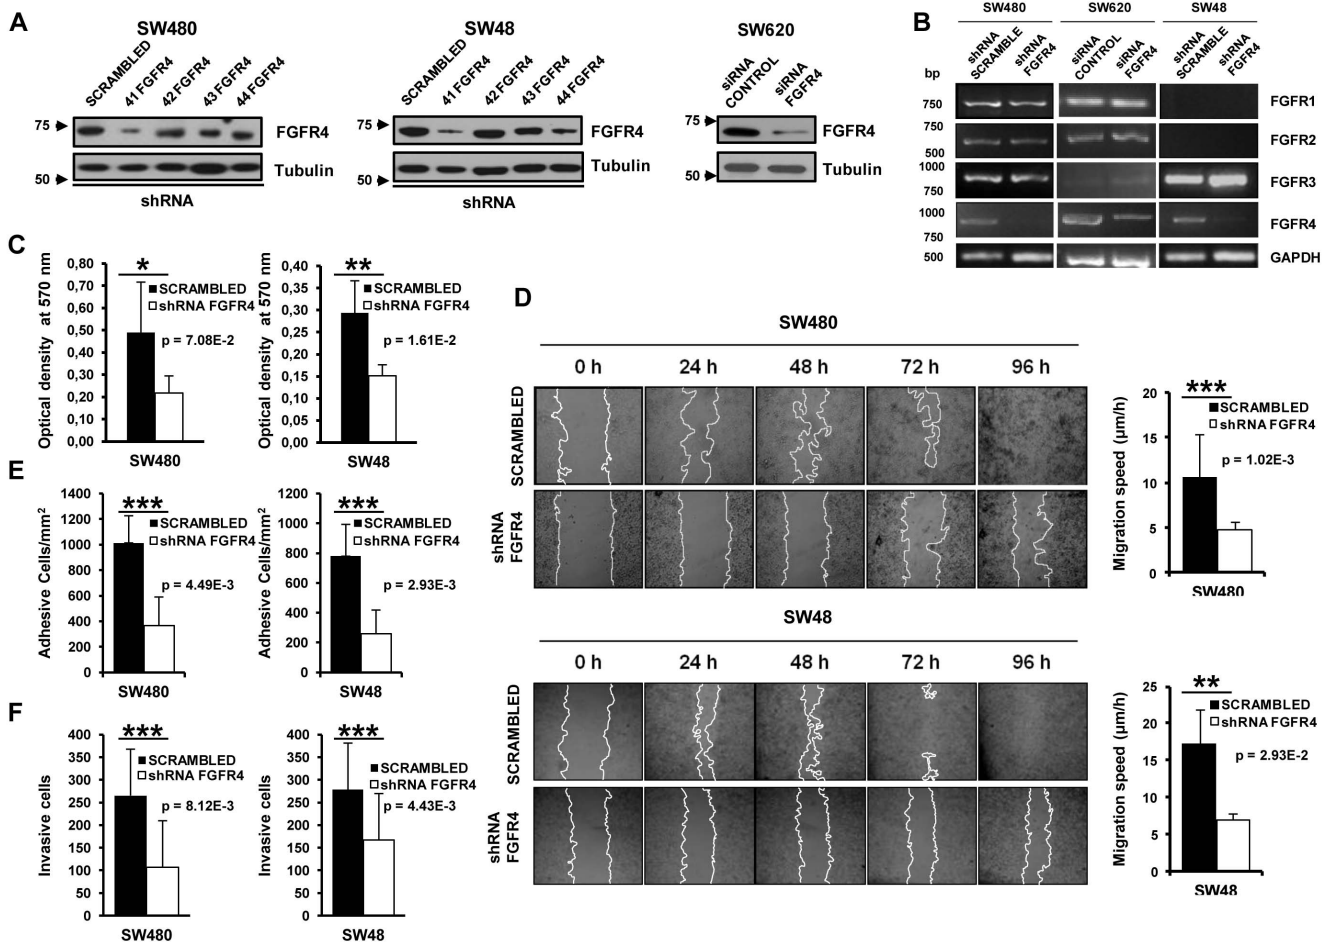 A
SW480
SCRAMBLED
41 FGFR4
42 FGFR4
43 FGFR4
44 FGFR4
75
FGFR4
Tubulin
50
shRNA
SW48
SCRAMBLED
41 FGFR4
42 FGFR4
43 FGFR4
44 FGFR4
75
FGFR4
Tubulin
50
shRNA
SW620
siRNA CONTROL
siRNA FGFR4
75
FGFR4
Tubulin
50
B
SW480
SW620
SW48
shRNA SCRAMBLE
shRNA FGFR4
siRNA CONTROL
siRNA FGFR4
shRNA SCRAMBLE
shRNA FGFR4
bp
750
FGFR1
750
500
FGFR2
1000
750
FGFR3
1000
750
FGFR4
500
GAPDH
C
Optical density at 570 nm
0,80
0,70
0,60
0,50
0,40
0,30
0,20
0,10
0,00
*
SCRAMBLED
shRNA FGFR4
p = 7.08E-2
SW480
Optical density at 570 nm
0,40
0,35
0,30
0,25
0,20
0,15
0,10
0,05
0,00
**
SCRAMBLED
shRNA FGFR4
p = 1.61E-2
SW48
D
SW480
0 h
24 h
48 h
72 h
96 h
SCRAMBLED
shRNA
FGFR4
Migration speed (µm/h)
20
15
10
5
0
***
SCRAMBLED
shRNA FGFR4
p = 1.02E-3
SW480
SW48
0 h
24 h
48 h
72 h
96 h
SCRAMBLED
shRNA
FGFR4
Migration speed (µm/h)
25
20
15
10
5
0
**
SCRAMBLED
shRNA FGFR4
p = 2.93E-2
SW48
E
Adhesive Cells/mm²
1400
1200
1000
800
600
400
200
0
***
SCRAMBLED
shRNA FGFR4
p = 4.49E-3
SW480
Adhesive Cells/mm²
1200
1000
800
600
400
200
0
***
SCRAMBLED
shRNA FGFR4
p = 2.93E-3
SW48
F
Invasive cells
400
350
300
250
200
150
100
50
0
***
SCRAMBLED
shRNA FGFR4
p = 8.12E-3
SW480
Invasive cells
400
350
300
250
200
150
100
50
0
***
SCRAMBLED
shRNA FGFR4
p = 4.43E-3
SW48